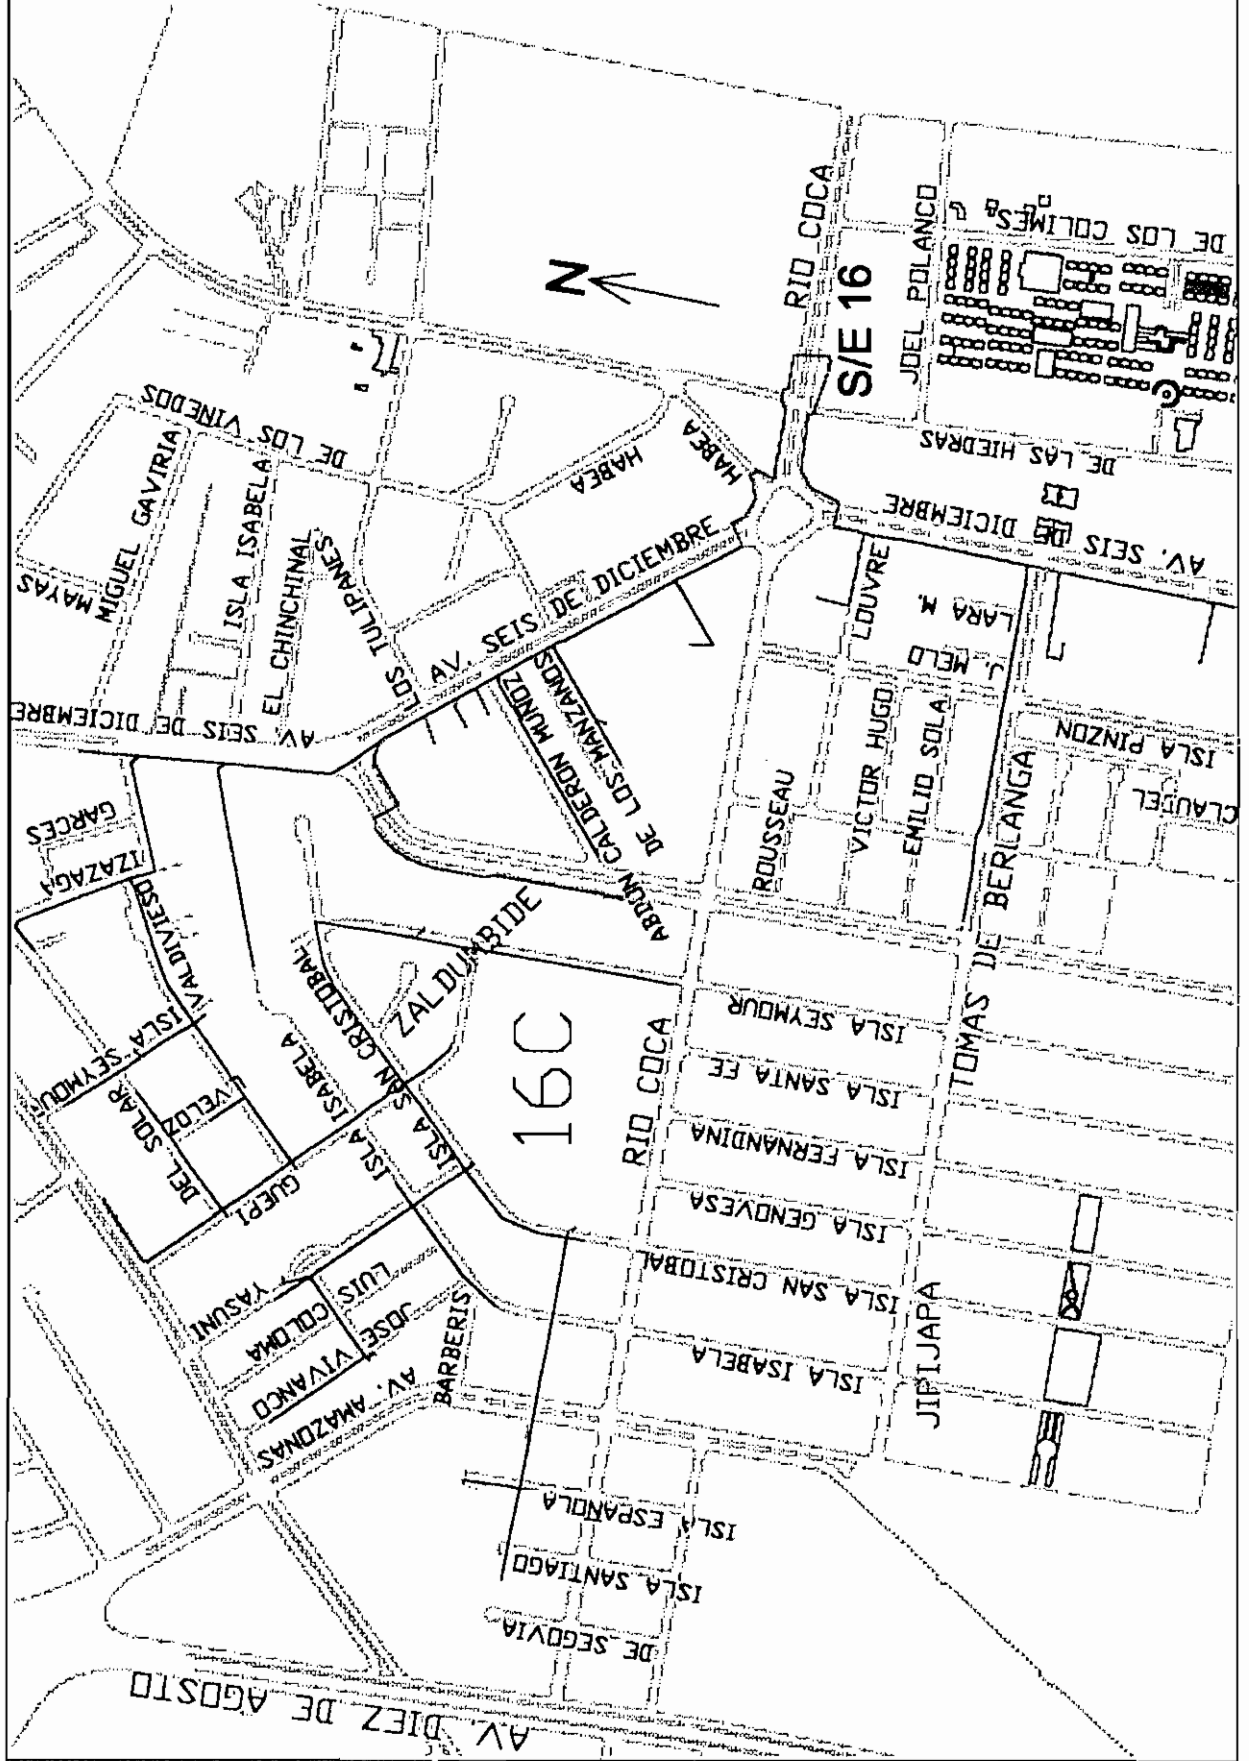 AV. SEIS DE DICIEMBRE
MAYAS
MIGUEL GAVIRIA
DE LOS VINEDOS
ISLA ISABELA
EL CHINCHINAL
LOS TULIPANES
AV. SEIS DE DICIEMBRE
HABEA
HABEA
N
RIO COCA
S/E 16
JOEL POLANCO
DE LOS COLIMES
DE LAS HIEDRAS
AV. SEIS DE DICIEMBRE
LOUVRE
LARA M.
J. MELO
VICTOR HUGO
EMILIO SOLA
ROUSSEAU
ISLA PINZON
CLAUDEL
TOMAS DE BERLANGA
ABDON CALDERON MUNOZ
DE LOS MANZANOS
GARCES
IZAZAGA
VALDIVIESO
ISLA SEYMOUR
DEL SOLAR
VELOZ
GUEPI
ISLA ISABELA
ISLA SAN CRISTOBAL
ZALDUMBIDE
16C
RIO COCA
ISLA SEYMOUR
ISLA SANTA FE
ISLA FERNANDINA
ISLA GENOVESA
ISLA SAN CRISTOBAL
ISLA ISABELA
JIPIJAPA
YASUNI
COLOMA
VIVANCO
JOSE LUIS
AV. AMAZONAS
BARBERIS
ISLA ESPAÑOLA
ISLA SANTIAGO
DE SEGOVIA
AV. DIEZ DE AGOSTO